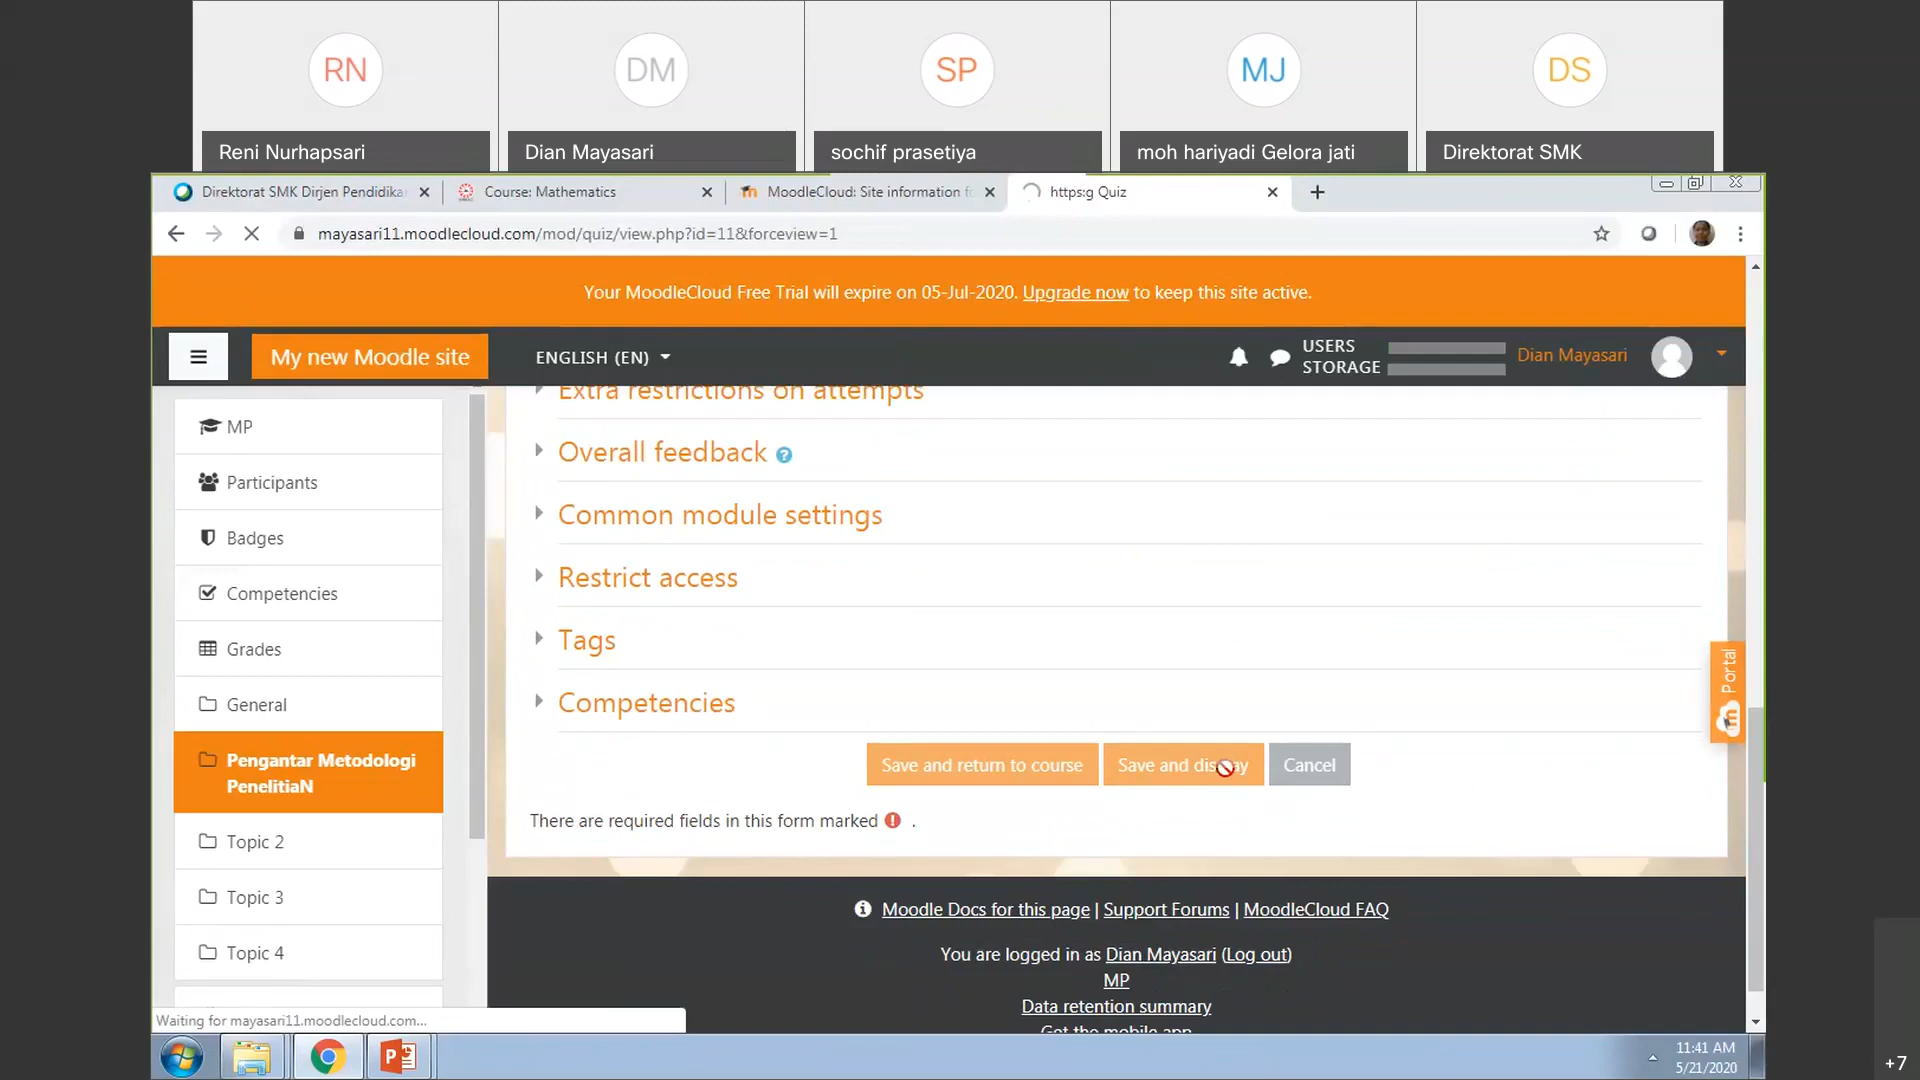 RN
DM
SP
MJ
DS
Reni Nurhapsari
Dian Mayasari
sochif prasetiya
moh hariyadi Gelora jati
Direktorat SMK
Direktorat SMK Dirjen Pendidika
Course: Mathematics
MoodleCloud: Site information f
https:g Quiz
mayasari11.moodlecloud.com/mod/quiz/view.php?id=11&forceview=1
Your MoodleCloud Free Trial will expire on 05-Jul-2020. Upgrade now to keep this site active.
My new Moodle site
ENGLISH (EN)
USERS
STORAGE
Dian Mayasari
MP
Participants
Badges
Competencies
Grades
General
Pengantar Metodologi
PenelitiaN
Topic 2
Topic 3
Topic 4
Extra restrictions on attempts
Overall feedback
Common module settings
Restrict access
Tags
Competencies
Save and return to course
Save and display
Cancel
There are required fields in this form marked .
Portal
Moodle Docs for this page | Support Forums | MoodleCloud FAQ
You are logged in as Dian Mayasari (Log out)
MP
Data retention summary
Get the mobile app
Waiting for mayasari11.moodlecloud.com...
11:41 AM
5/21/2020
+7